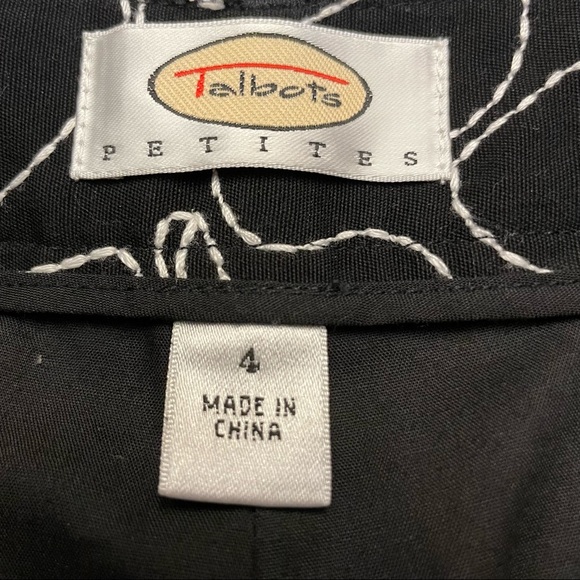 Talbots
PETITES
4
MADE IN
CHINA